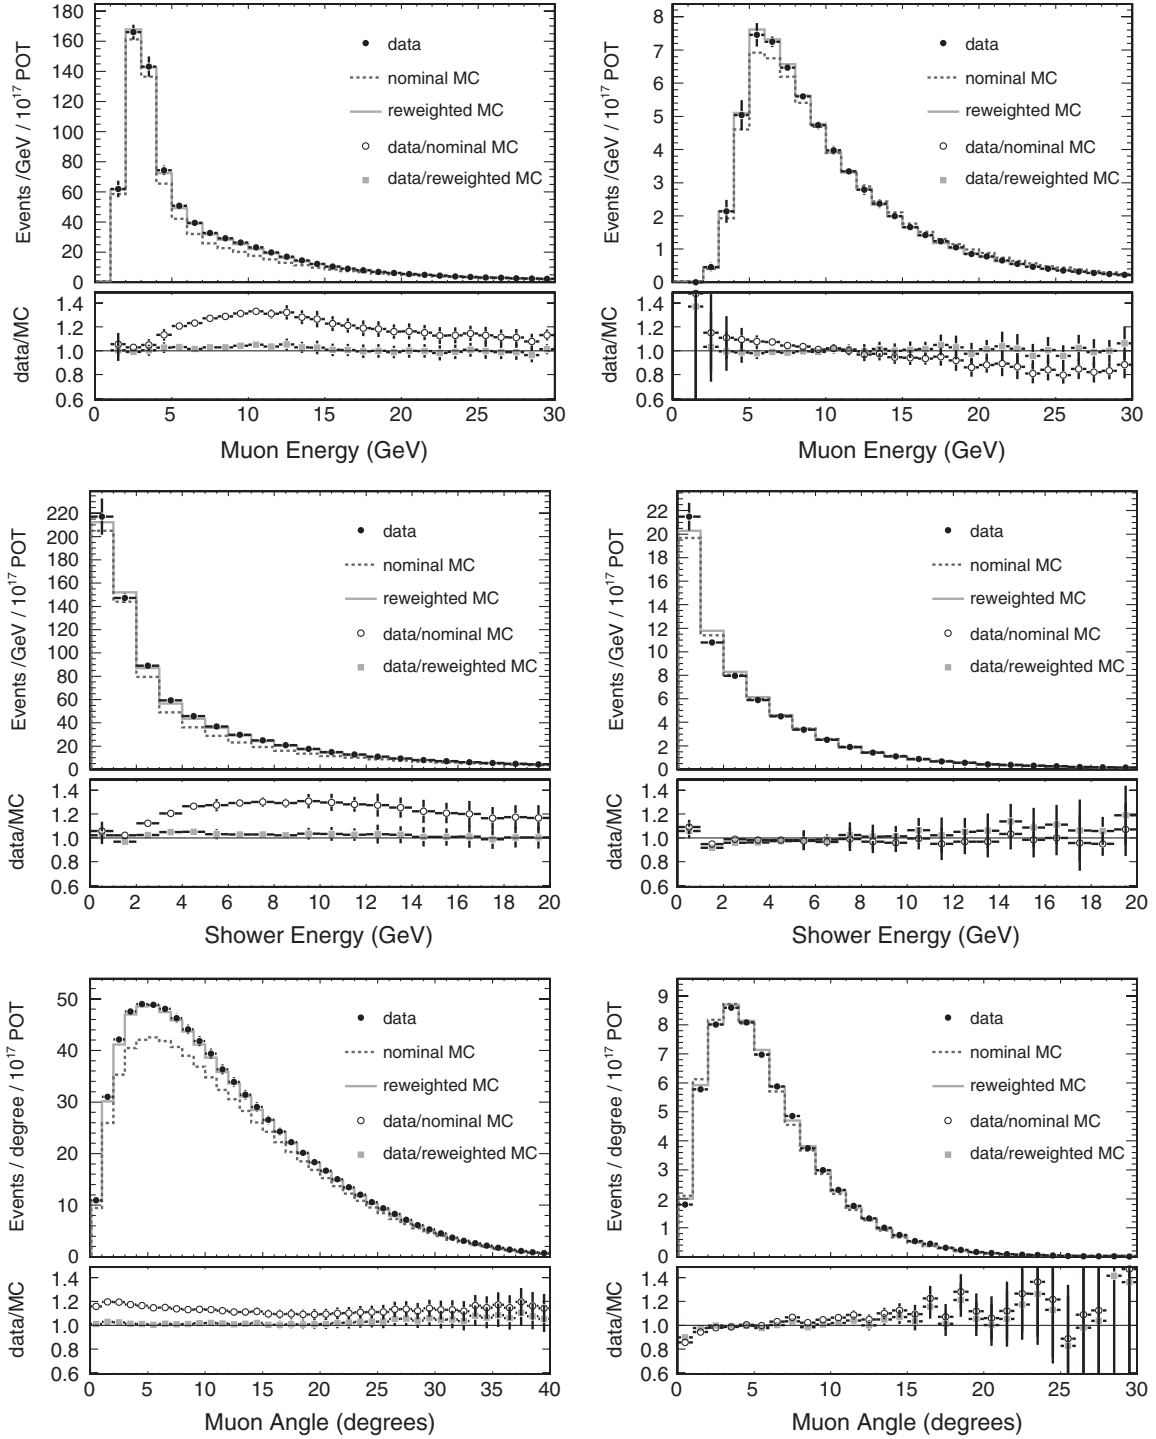 Events /GeV / 10¹⁷ POT
160
140
120
100
80
60
40
20
0
data
nominal MC
reweighted MC
data/nominal MC
data/reweighted MC
data/MC
1.4
1.2
1.0
0.8
0.6
0 5 10 15 20 25 30
Muon Energy (GeV)
Events /GeV / 10¹⁷ POT
8
7
6
5
4
3
2
1
0
data
nominal MC
reweighted MC
data/nominal MC
data/reweighted MC
data/MC
1.4
1.2
1.0
0.8
0.6
0 5 10 15 20 25 30
Muon Energy (GeV)
Events /GeV / 10¹⁷ POT
220
200
180
160
140
120
100
80
60
40
20
0
data
nominal MC
reweighted MC
data/nominal MC
data/reweighted MC
data/MC
1.4
1.2
1.0
0.8
0.6
0 2 4 6 8 10 12 14 16 18 20
Shower Energy (GeV)
Events /GeV / 10¹⁷ POT
22
20
18
16
14
12
10
8
6
4
2
0
data
nominal MC
reweighted MC
data/nominal MC
data/reweighted MC
data/MC
1.4
1.2
1.0
0.8
0.6
0 2 4 6 8 10 12 14 16 18 20
Shower Energy (GeV)
Events / degree / 10¹⁷ POT
50
40
30
20
10
0
data
nominal MC
reweighted MC
data/nominal MC
data/reweighted MC
data/MC
1.4
1.2
1.0
0.8
0.6
0 5 10 15 20 25 30 35 40
Muon Angle (degrees)
Events / degree / 10¹⁷ POT
9
8
7
6
5
4
3
2
1
0
data
nominal MC
reweighted MC
data/nominal MC
data/reweighted MC
data/MC
1.4
1.2
1.0
0.8
0.6
0 5 10 15 20 25 30
Muon Angle (degrees)